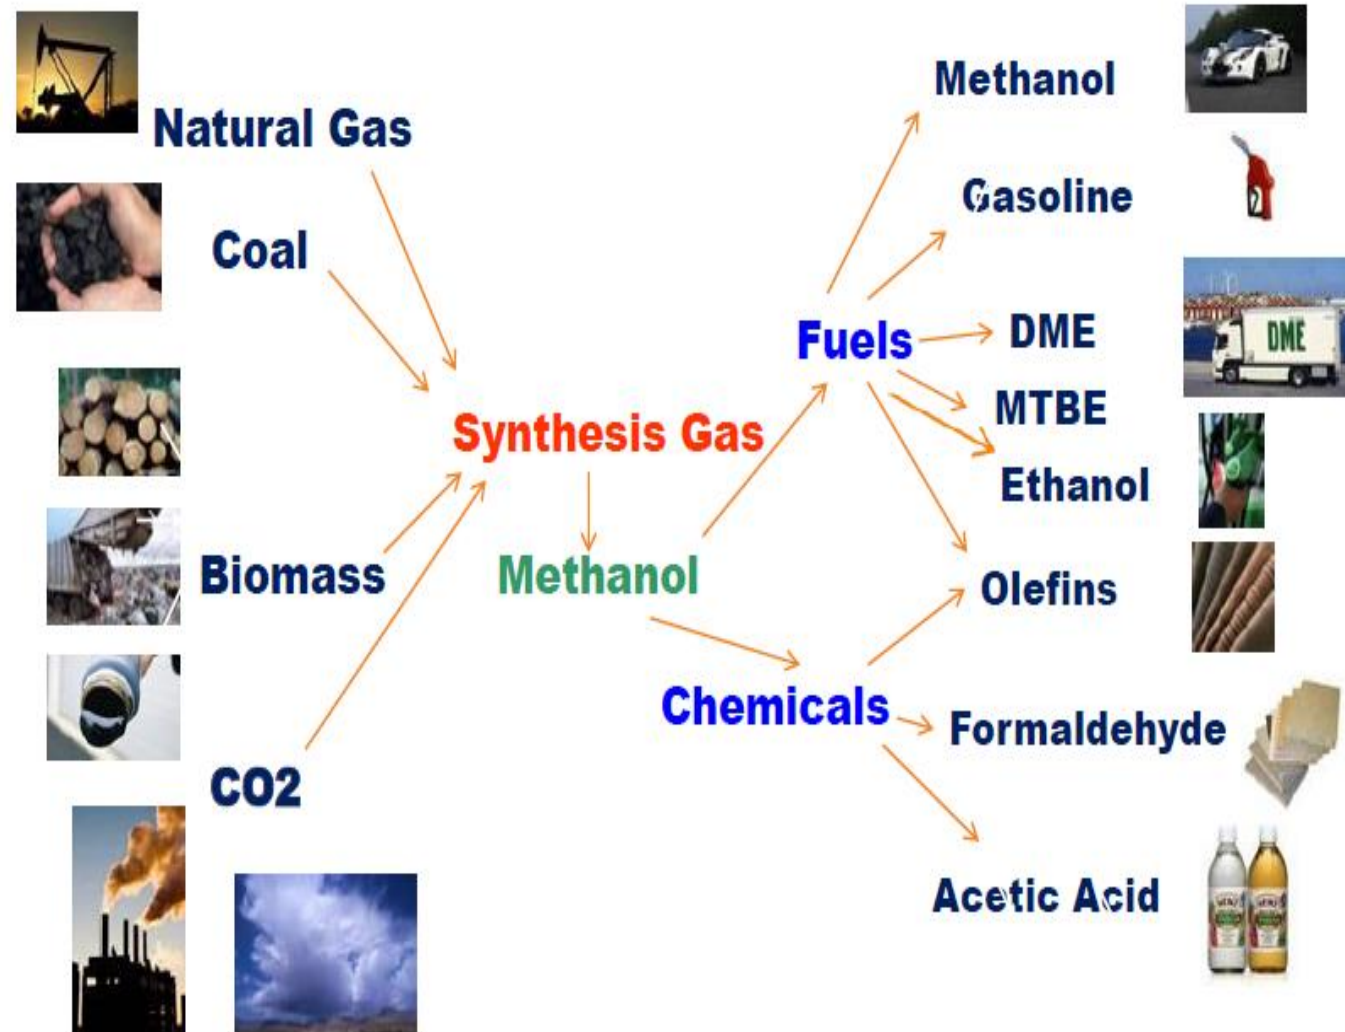 Natural Gas
Coal
Synthesis Gas
Biomass
Methanol
CO2
Fuels
Chemicals
Methanol
Gasoline
2
DME
DME
MTBE
Ethanol
Olefins
Formaldehyde
Acetic Acid